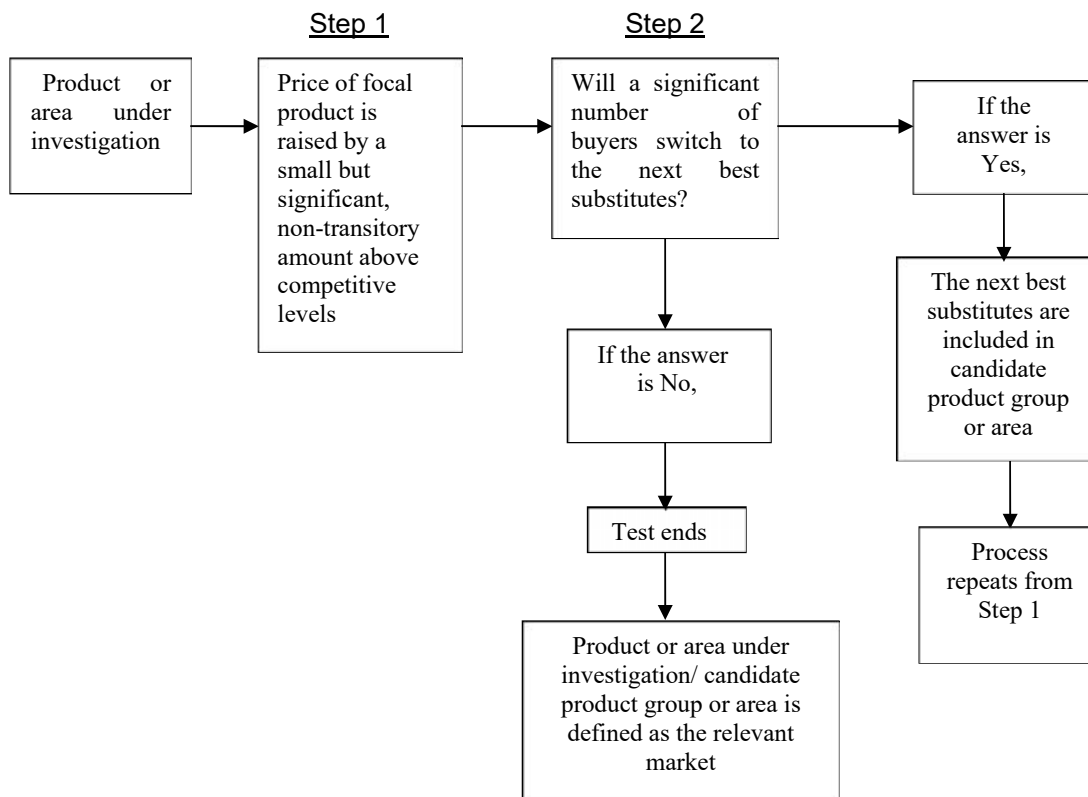 Step 1
Step 2
Product or
area under
investigation
Price of focal
product is
raised by a
small but
significant,
non-transitory
amount above
competitive
levels
Will a significant
number of
buyers switch to
the next best
substitutes?
If the
answer is
Yes,
The next best
substitutes are
included in
candidate
product group
or area
Process
repeats from
Step 1
If the answer
is No,
Test ends
Product or area under
investigation/ candidate
product group or area is
defined as the relevant
market